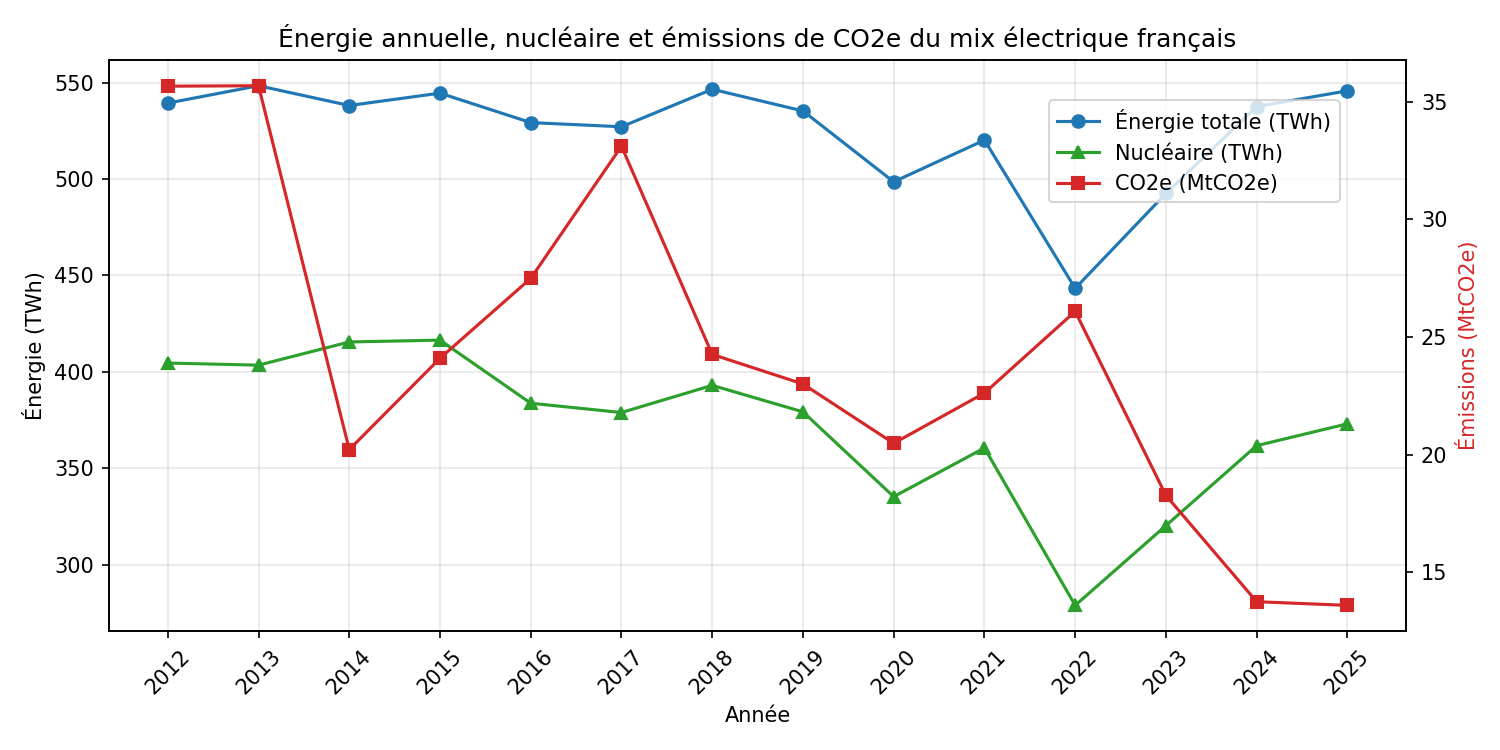 Énergie annuelle, nucléaire et émissions de CO2e du mix électrique français
Énergie (TWh)
550
500
450
400
350
300
Énergie totale (TWh)
Nucléaire (TWh)
CO2e (MtCO2e)
35
30
25
20
15
Émissions (MtCO2e)
2012 2013 2014 2015 2016 2017 2018 2019 2020 2021 2022 2023 2024 2025
Année